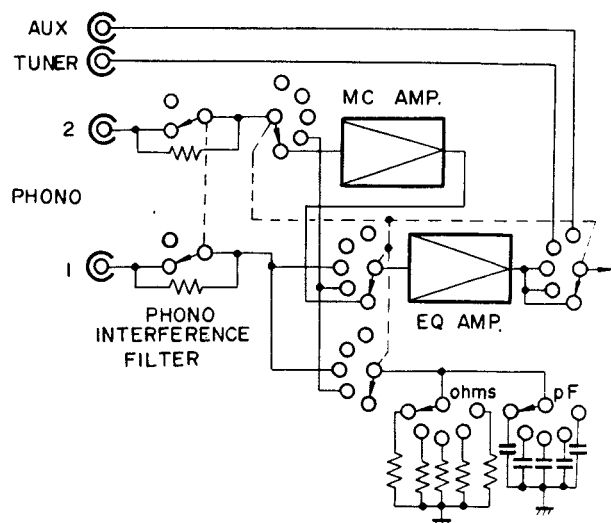 AUX
TUNER
2
MC AMP.
PHONO
1
PHONO
INTERFERENCE
FILTER
EQ AMP.
ohms
pF